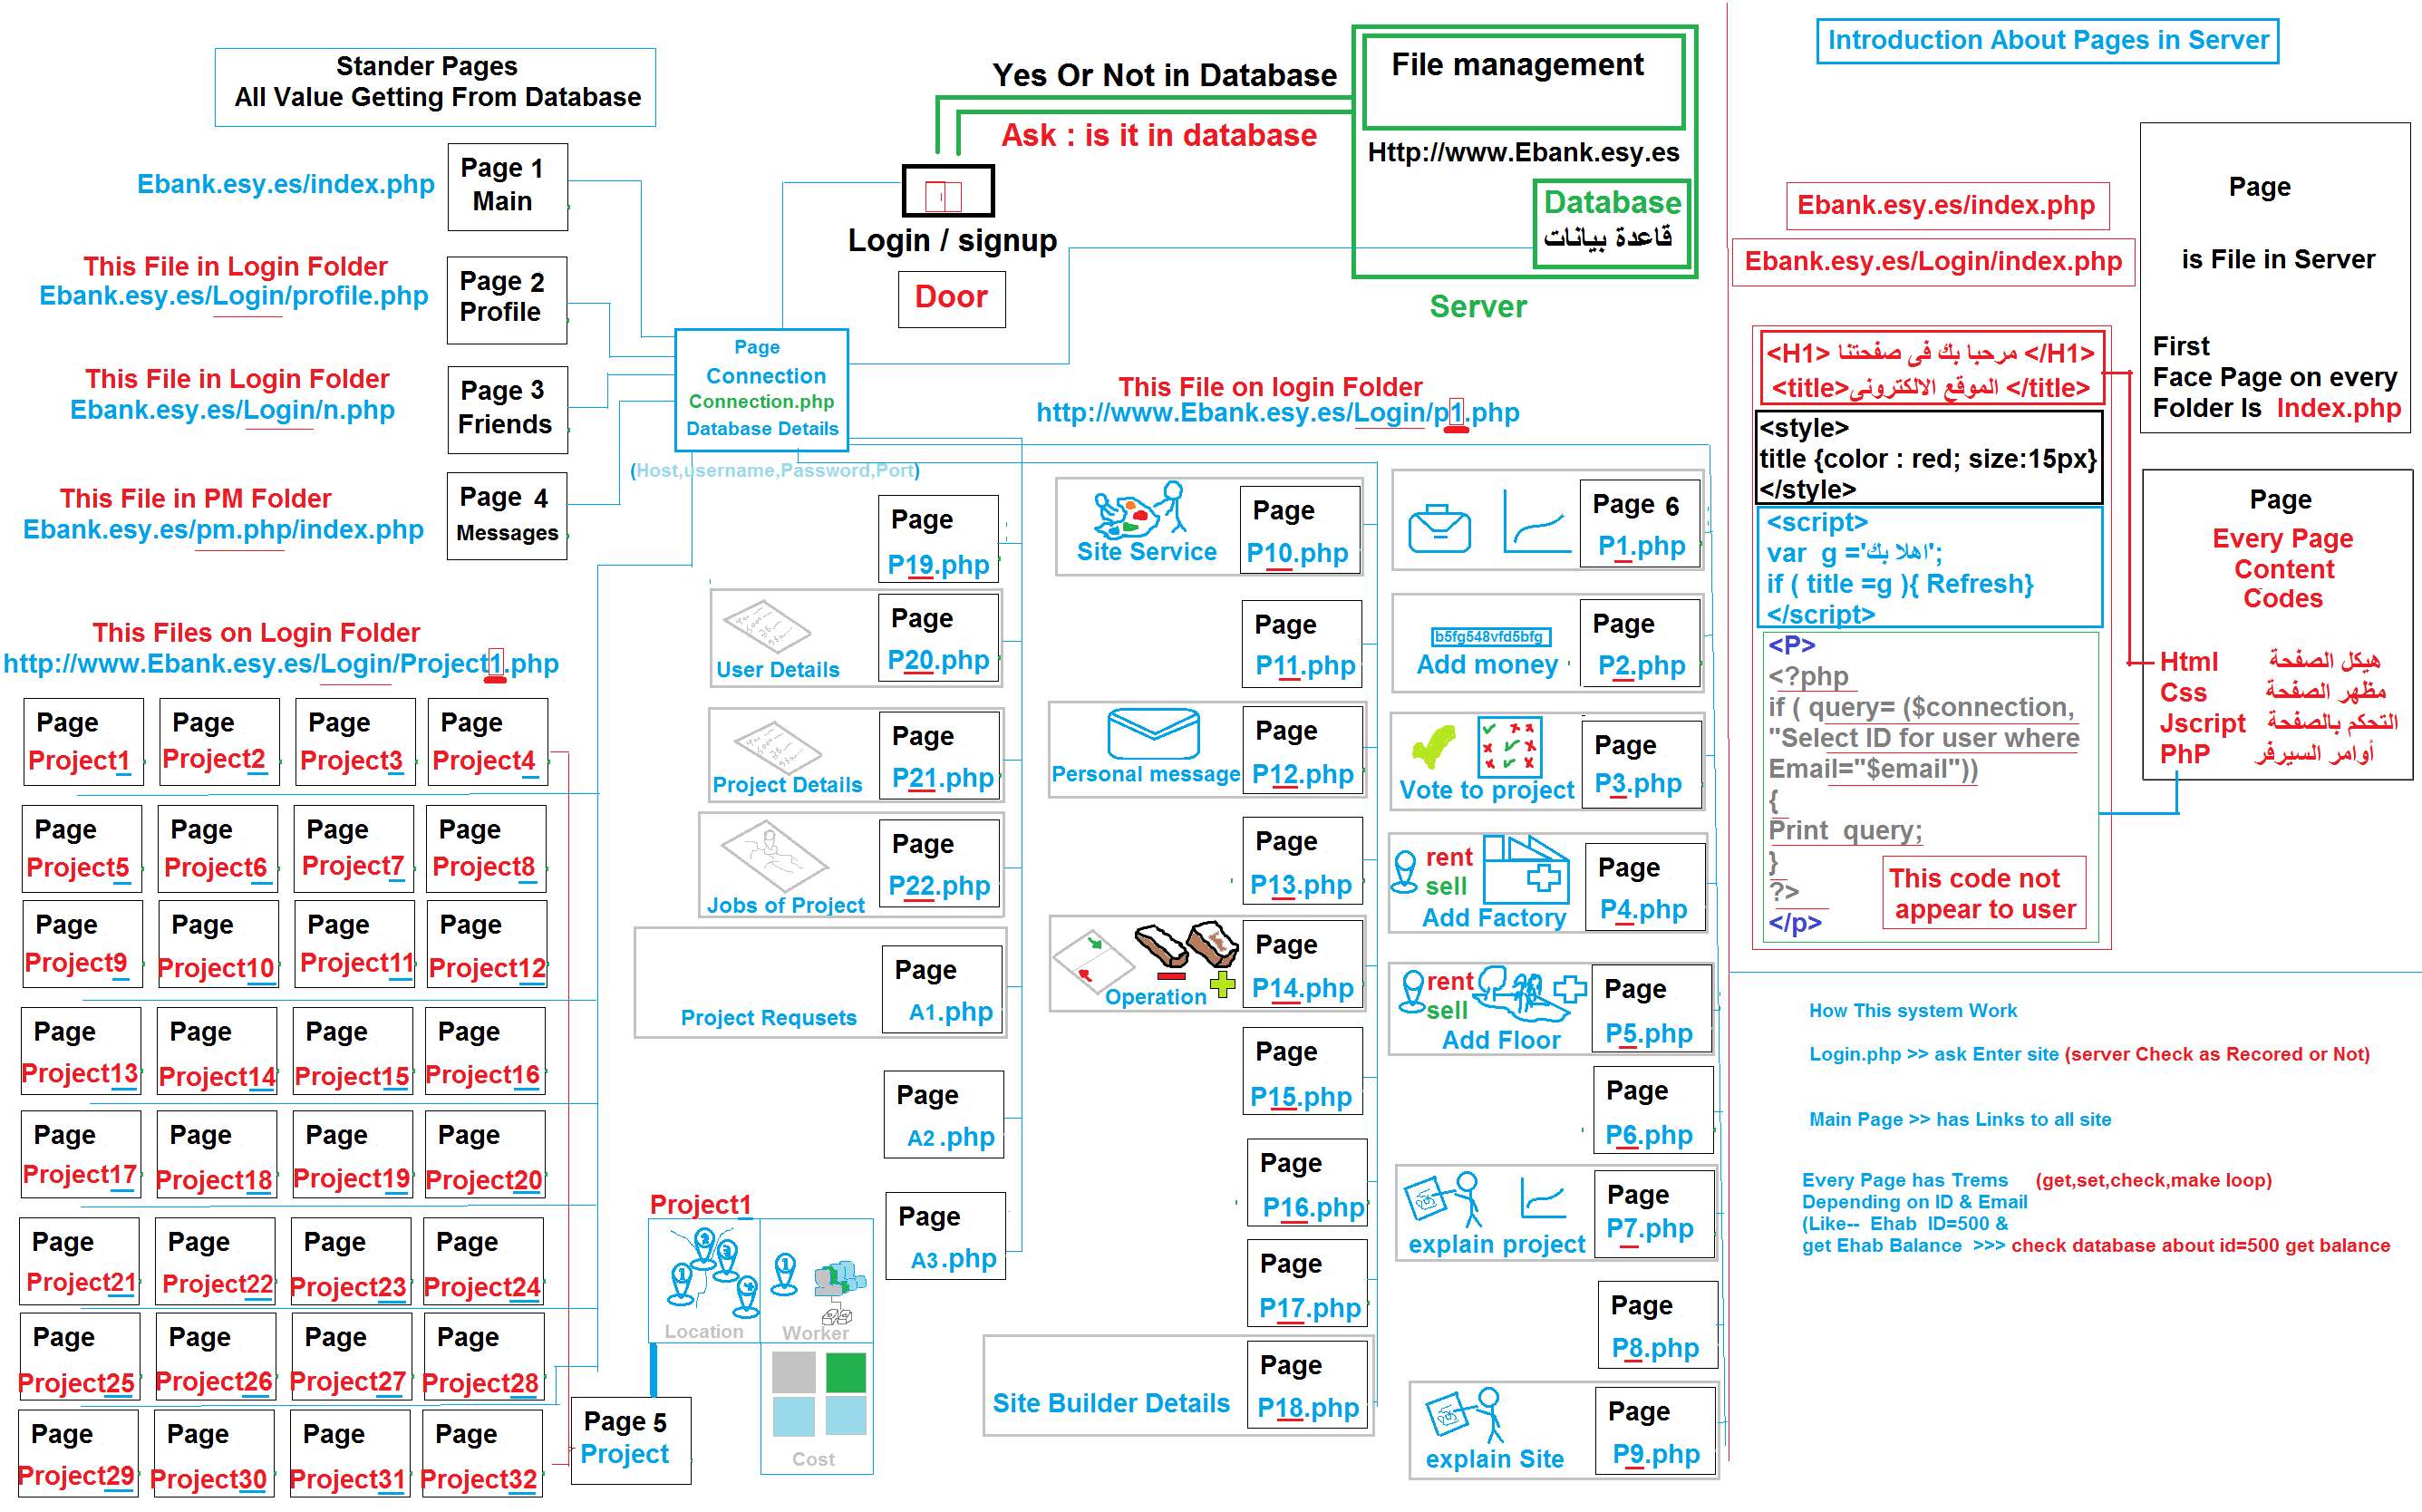 Stander Pages
All Value Getting From Database
Ebank.esy.es/index.php
Page 1
Main
This File in Login Folder
Ebank.esy.es/Login/profile.php
Page 2
Profile
This File in Login Folder
Ebank.esy.es/Login/n.php
Page 3
Friends
This File in PM Folder
Ebank.esy.es/pm.php/index.php
Page 4
Messages
This Files on Login Folder
http://www.Ebank.esy.es/Login/Project1.php
Page
Project1
Page
Project2
Page
Project3
Page
Project4
Page
Project5
Page
Project6
Page
Project7
Page
Project8
Page
Project9
Page
Project10
Page
Project11
Page
Project12
Page
Project13
Page
Project14
Page
Project15
Page
Project16
Page
Project17
Page
Project18
Page
Project19
Page
Project20
Page
Project21
Page
Project22
Page
Project23
Page
Project24
Page
Project25
Page
Project26
Page
Project27
Page
Project28
Page
Project29
Page
Project30
Page
Project31
Page
Project32
Page 5
Project
Project1
1
2
3
4
Location
1
Worker
Cost
Yes Or Not in Database
Ask : is it in database
Login / signup
Door
File management
Http://www.Ebank.esy.es
Database
قاعدة بيانات
Server
Page
Connection
Connection.php
Database Details
(Host,username,Password,Port)
This File on login Folder
http://www.Ebank.esy.es/Login/p1.php
Page
P19.php
User Details
Page
P20.php
Project Details
Page
P21.php
Jobs of Project
Page
P22.php
Project Requsets
Page
A1.php
Page
A2 .php
Page
A3 .php
Site Service
Page
P10.php
Page
P11.php
Personal message
Page
P12.php
Page
P13.php
Operation
Page
P14.php
Page
P15.php
Page
P16.php
Page
P17.php
Site Builder Details
Page
P18.php
Page 6
P1.php
b5fg548vfd5bfg
Add money
Page
P2.php
Vote to project
Page
P3.php
rent
sell
Add Factory
Page
P4.php
rent
sell
Add Floor
Page
P5.php
Page
P6.php
explain project
Page
P7.php
Page
P8.php
explain Site
Page
P9.php
Introduction About Pages in Server
Ebank.esy.es/index.php
Ebank.esy.es/Login/index.php
Page
is File in Server
First
Face Page on every
Folder Is Index.php
<H1> مرحبا بك فى صفحتنا </H1>
<title>الموقع الالكترونى </title>
<style>
title {color : red; size:15px}
</style>
<script>
var g ='اهلا بك';
if ( title =g ){ Refresh}
</script>
<P>
<?php
if ( query= ($connection,
"Select ID for user where
Email="$email"))
{
Print query;
}
?>
</p>
This code not
appear to user
Page
Every Page
Content
Codes
Html هيكل الصفحة
Css مظهر الصفحة
Jscript التحكم بالصفحة
PhP أوامر السيرفر
How This system Work
Login.php >> ask Enter site (server Check as Recored or Not)
Main Page >> has Links to all site
Every Page has Trems (get,set,check,make loop)
Depending on ID & Email
(Like-- Ehab ID=500 &
get Ehab Balance >>> check database about id=500 get balance